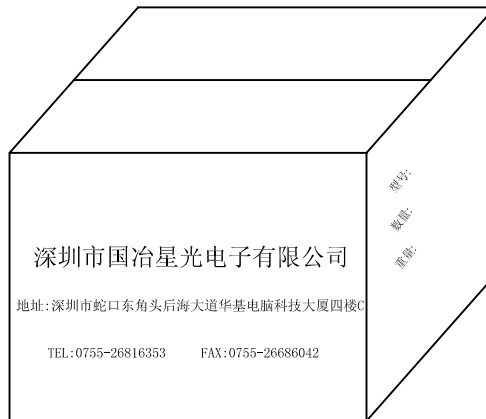 深圳市国冶星光电子有限公司
地址:深圳市蛇口东角头后海大道华基电脑科技大厦四楼C
TEL:0755-26816353 FAX:0755-26686042
型号:
数量:
重量: